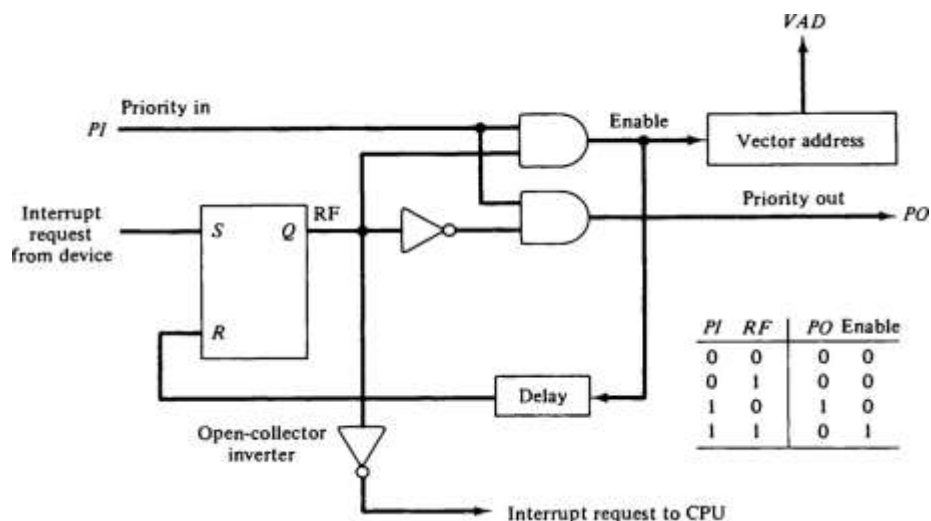 VAD
Priority in
PI
Enable
Vector address
Interrupt
request
from device
S
Q
RF
Priority out
PO
R
Delay
PI RF PO Enable
0 0 0 0
0 1 0 0
1 0 1 0
1 1 0 1
Open-collector
inverter
Interrupt request to CPU